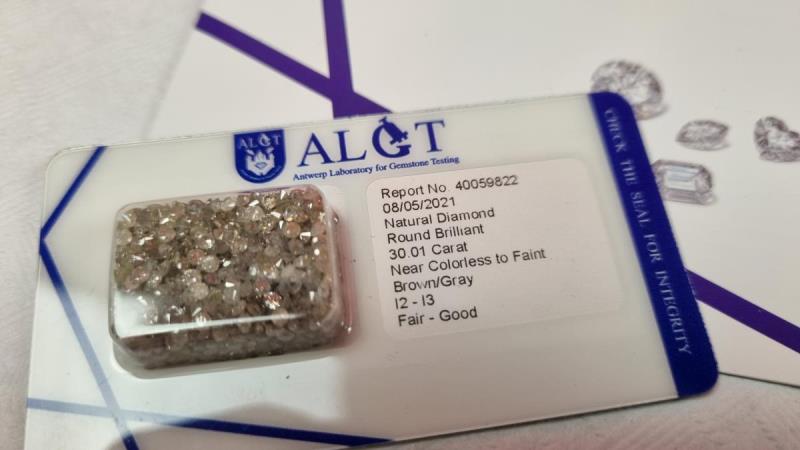 ALGT
ALGT
Antwerp Laboratory for Gemstone Testing
Report No. 40059822
08/05/2021
Natural Diamond
Round Brilliant
30.01 Carat
Near Colorless to Faint
Brown/Gray
I2 - I3
Fair - Good
CHECK THE SEAL FOR INTEGRITY